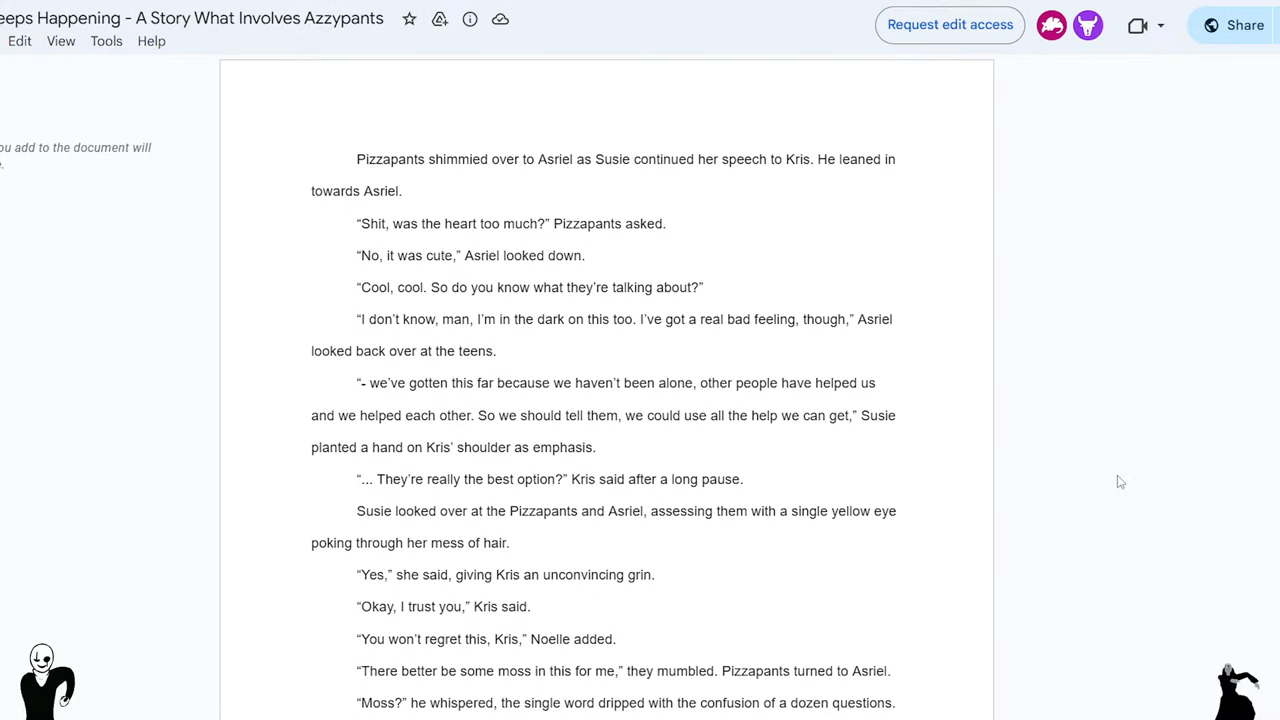 eeps Happening - A Story What Involves Azzypants
Request edit access
Share
Edit View Tools Help
ou add to the document will
e.
Pizzapants shimmied over to Asriel as Susie continued her speech to Kris. He leaned in
towards Asriel.
“Shit, was the heart too much?” Pizzapants asked.
“No, it was cute,” Asriel looked down.
“Cool, cool. So do you know what they’re talking about?”
“I don’t know, man, I’m in the dark on this too. I’ve got a real bad feeling, though,” Asriel
looked back over at the teens.
“- we’ve gotten this far because we haven’t been alone, other people have helped us
and we helped each other. So we should tell them, we could use all the help we can get,” Susie
planted a hand on Kris’ shoulder as emphasis.
“... They’re really the best option?” Kris said after a long pause.
Susie looked over at the Pizzapants and Asriel, assessing them with a single yellow eye
poking through her mess of hair.
“Yes,” she said, giving Kris an unconvincing grin.
“Okay, I trust you,” Kris said.
“You won’t regret this, Kris,” Noelle added.
“There better be some moss in this for me,” they mumbled. Pizzapants turned to Asriel.
“Moss?” he whispered, the single word dripped with the confusion of a dozen questions.